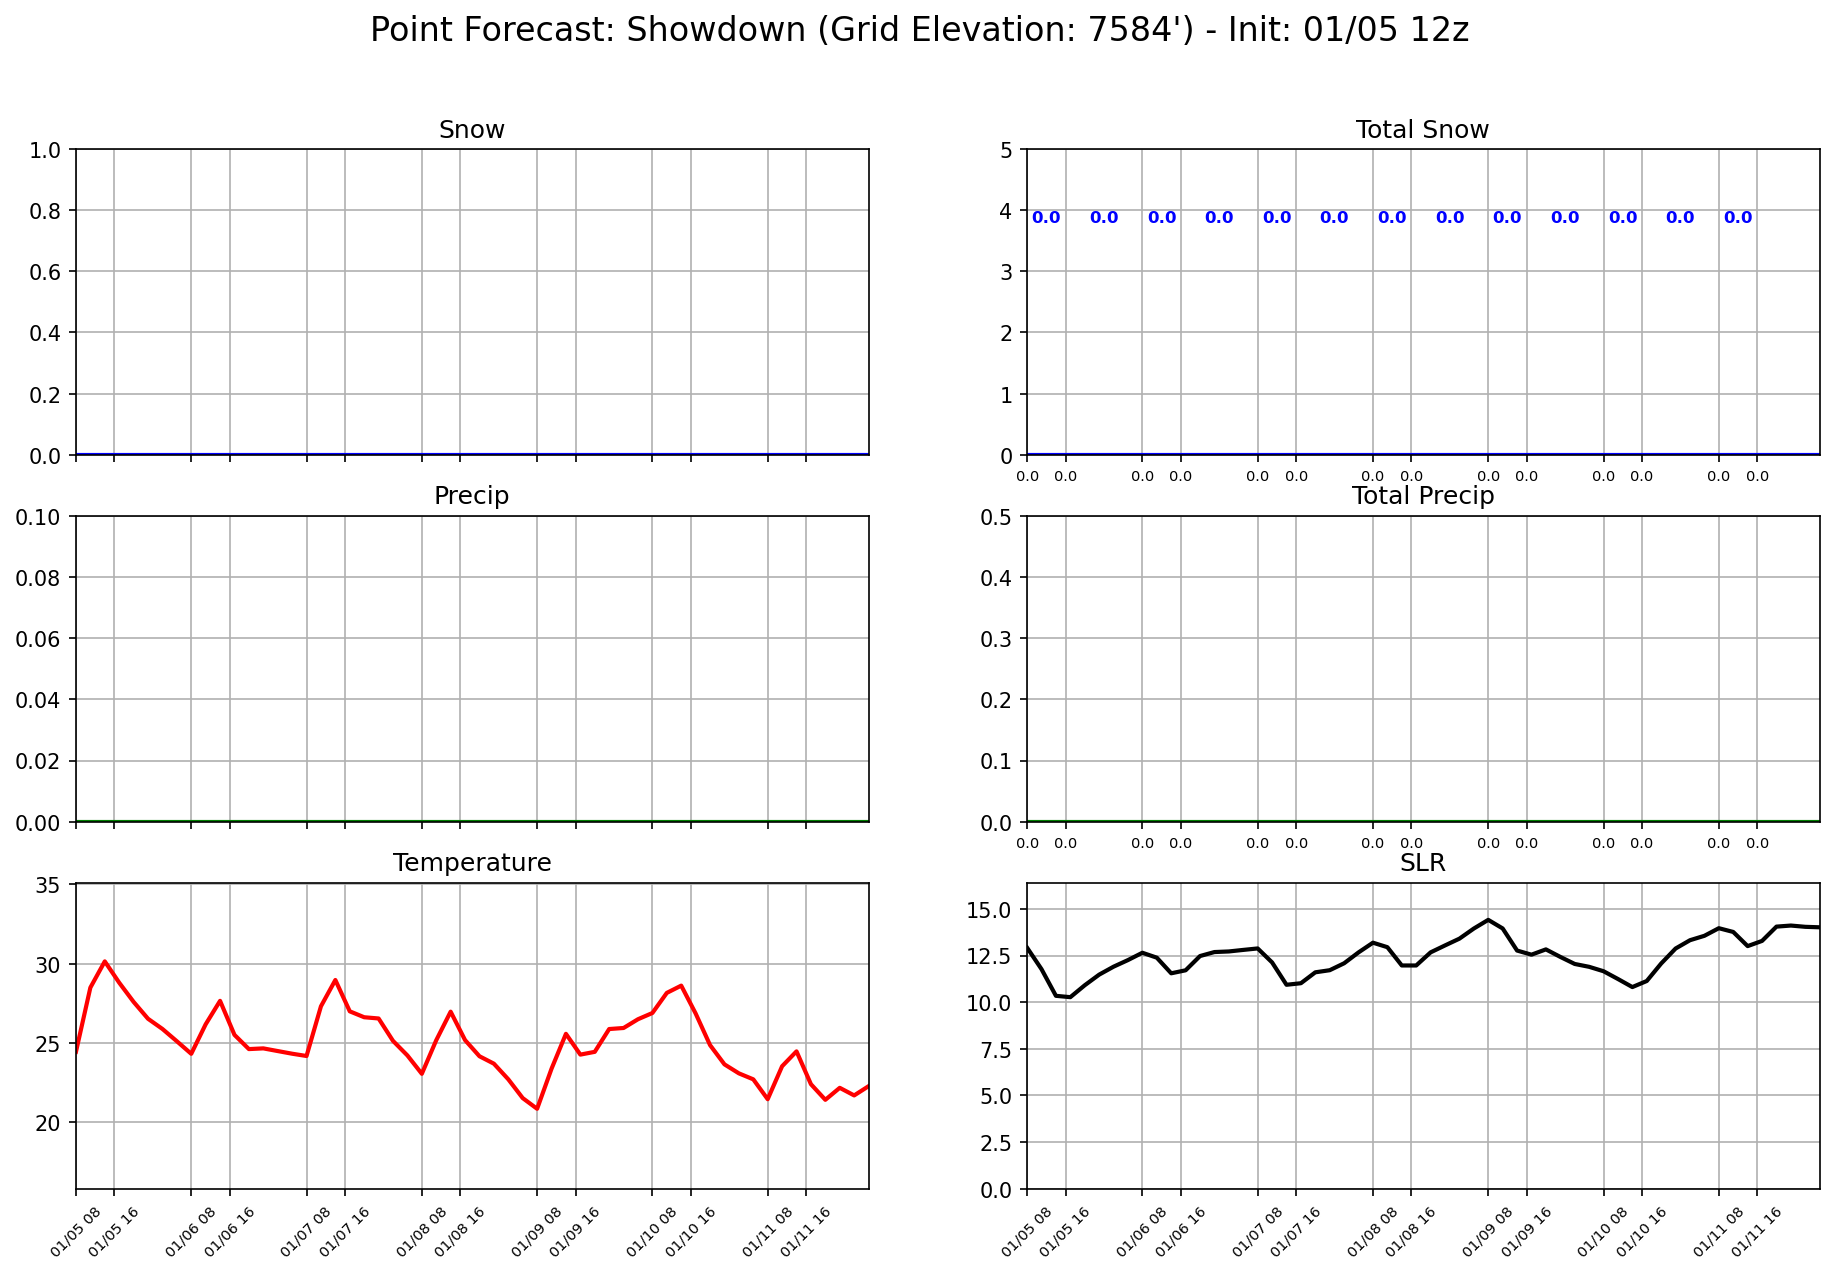 Point Forecast: Showdown (Grid Elevation: 7584') - Init: 01/05 12z
Snow
1.0
0.8
0.6
0.4
0.2
0.0
Total Snow
5
4
3
2
1
0
0.0 0.0 0.0 0.0 0.0 0.0 0.0 0.0 0.0 0.0 0.0 0.0 0.0
0.0 0.0 0.0 0.0 0.0 0.0 0.0 0.0 0.0 0.0 0.0 0.0 0.0 0.0
Precip
0.10
0.08
0.06
0.04
0.02
0.00
Total Precip
0.5
0.4
0.3
0.2
0.1
0.0
0.0 0.0 0.0 0.0 0.0 0.0 0.0 0.0 0.0 0.0 0.0 0.0 0.0 0.0
Temperature
35
30
25
20
01/05 08 01/05 16 01/06 08 01/06 16 01/07 08 01/07 16 01/08 08 01/08 16 01/09 08 01/09 16 01/10 08 01/10 16 01/11 08 01/11 16
SLR
15.0
12.5
10.0
7.5
5.0
2.5
0.0
01/05 08 01/05 16 01/06 08 01/06 16 01/07 08 01/07 16 01/08 08 01/08 16 01/09 08 01/09 16 01/10 08 01/10 16 01/11 08 01/11 16